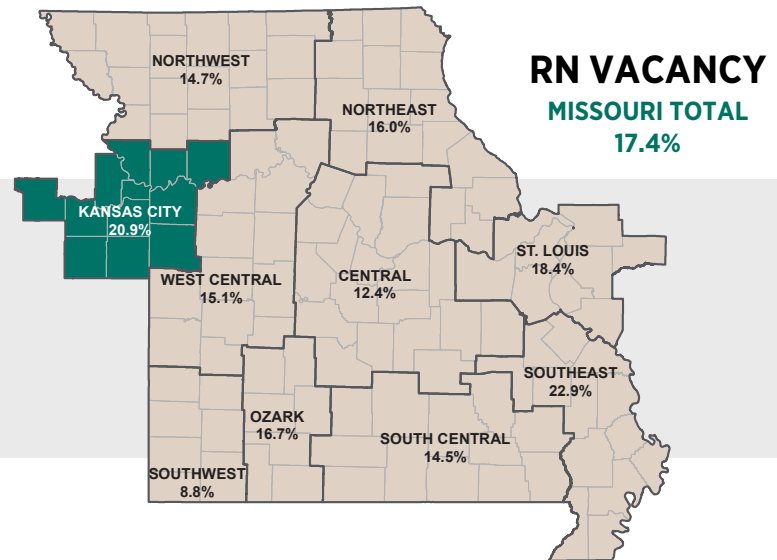 RN VACANCY
MISSOURI TOTAL
17.4%
NORTHWEST
14.7%
NORTHEAST
16.0%
KANSAS CITY
20.9%
WEST CENTRAL
15.1%
CENTRAL
12.4%
ST. LOUIS
18.4%
SOUTHEAST
22.9%
OZARK
16.7%
SOUTH CENTRAL
14.5%
SOUTHWEST
8.8%